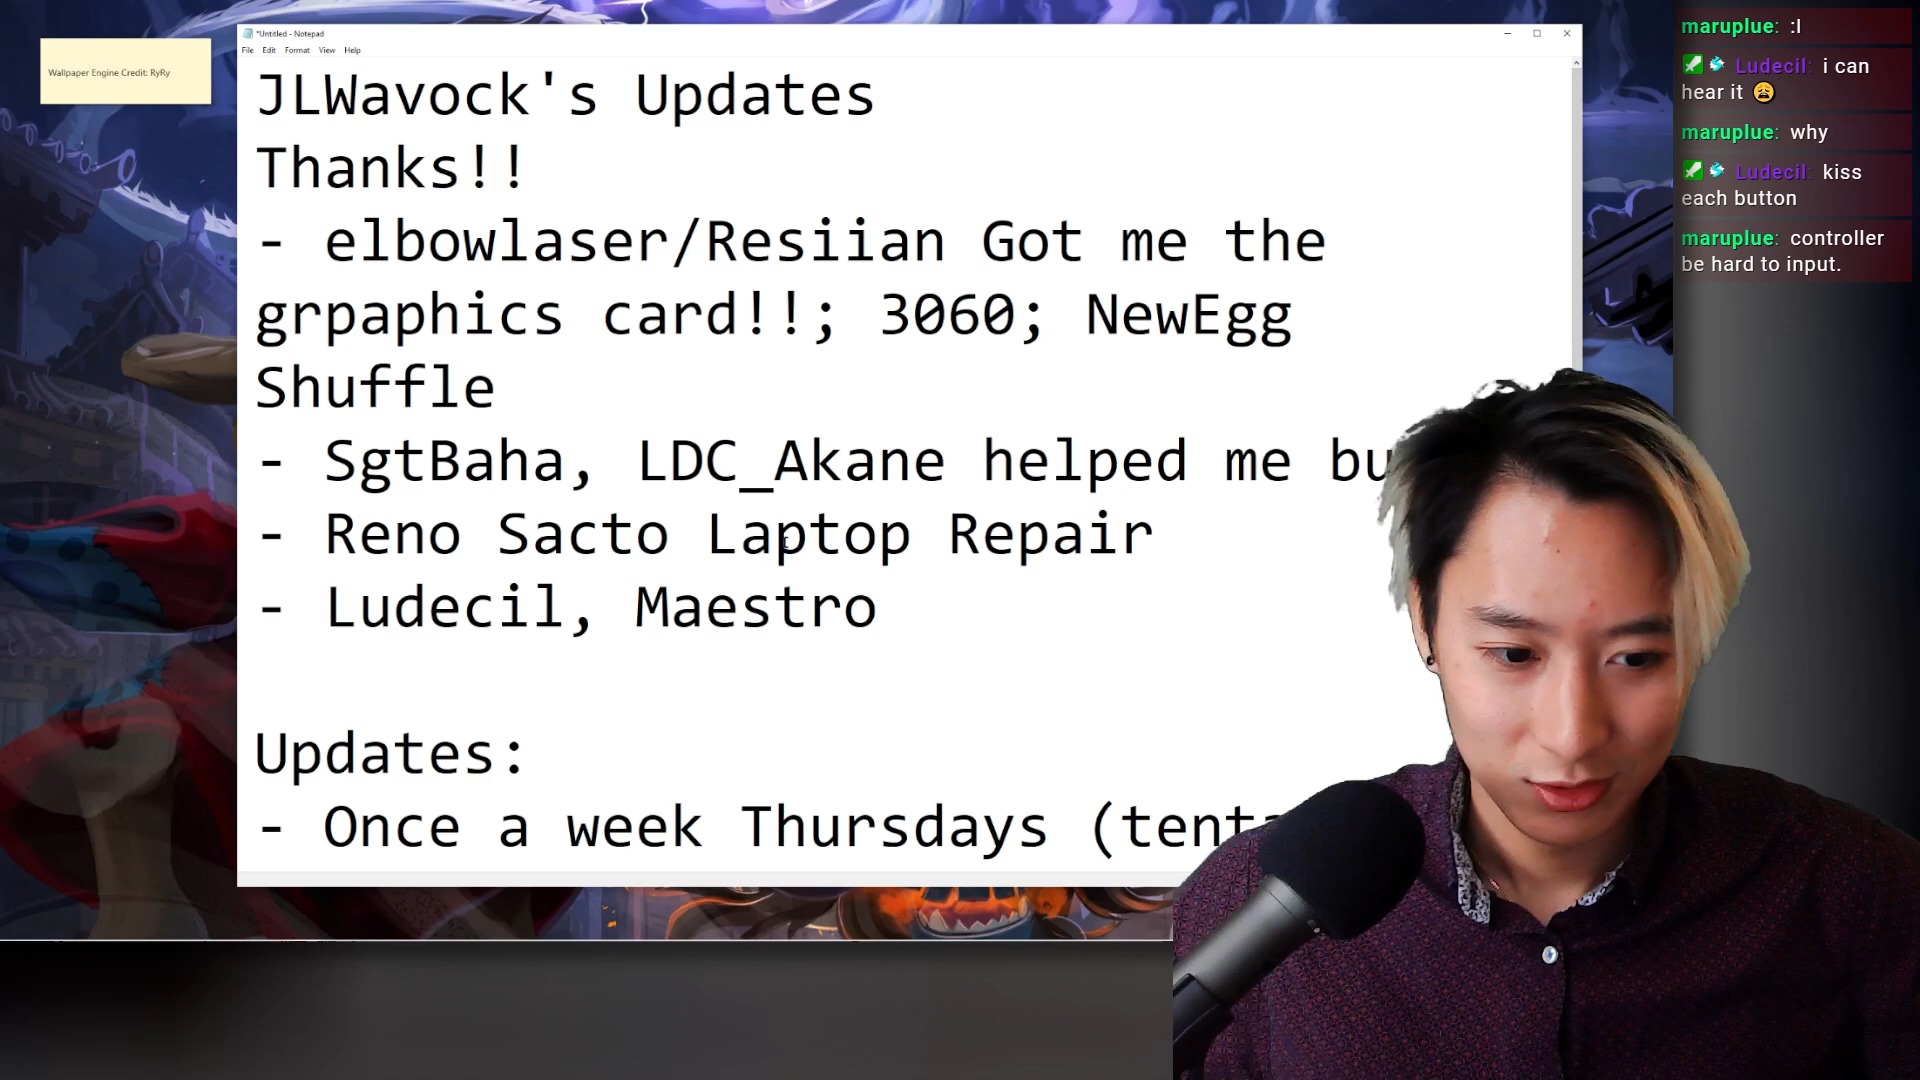 *Untitled - Notepad
File Edit Format View Help
Wallpaper Engine Credit: RyRy
JLWavock's Updates
Thanks!!
- elbowlaser/Resiian Got me the
grpaphics card!!; 3060; NewEgg
Shuffle
- SgtBaha, LDC_Akane helped me bu
- Reno Sacto Laptop Repair
- Ludecil, Maestro
Updates:
- Once a week Thursdays (tenta
maruplue: :I
Ludecil: i can
hear it
maruplue: why
Ludecil: kiss
each button
maruplue: controller
be hard to input.